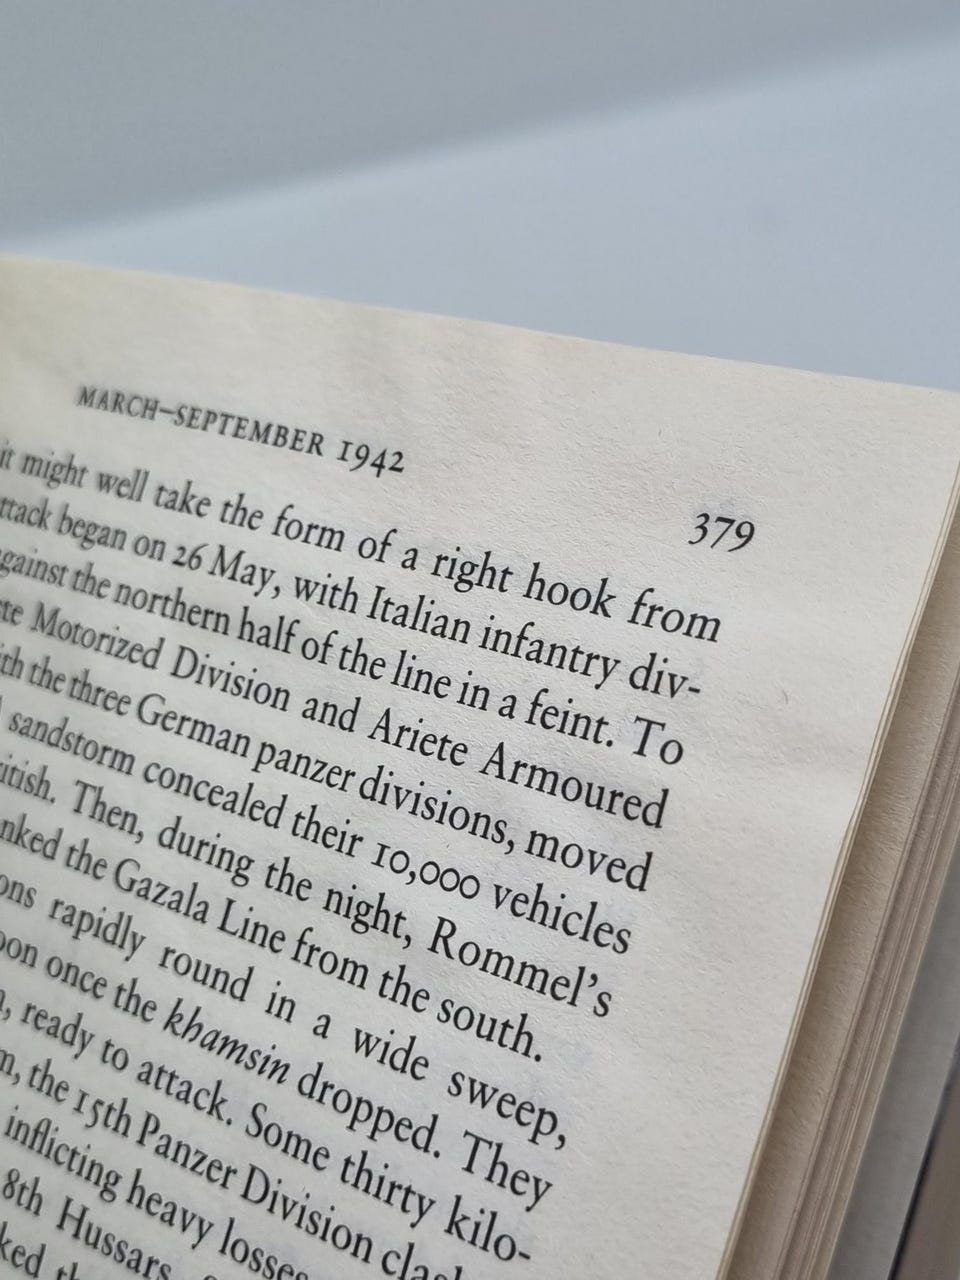 MARCH–SEPTEMBER 1942
379
it might well take the form of a right hook from
ttack began on 26 May, with Italian infantry div-
gainst the northern half of the line in a feint. To
te Motorized Division and Ariete Armoured
ith the three German panzer divisions, moved
sandstorm concealed their 10,000 vehicles
itish. Then, during the night, Rommel's
nked the Gazala Line from the south.
ons rapidly round in a wide sweep,
oon once the khamsin dropped. They
, ready to attack. Some thirty kilo-
m, the 15th Panzer Division
inflicting heavy losses
8th Hussars
ked